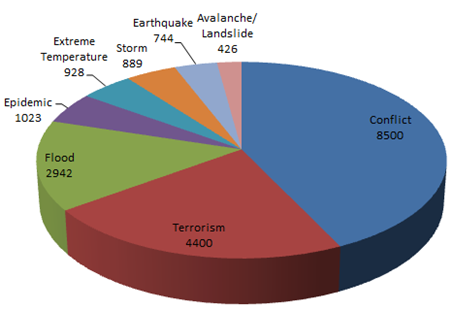 Conflict
8500
Terrorism
4400
Flood
2942
Epidemic
1023
Extreme
Temperature
928
Storm
889
Earthquake
744
Avalanche/
Landslide
426